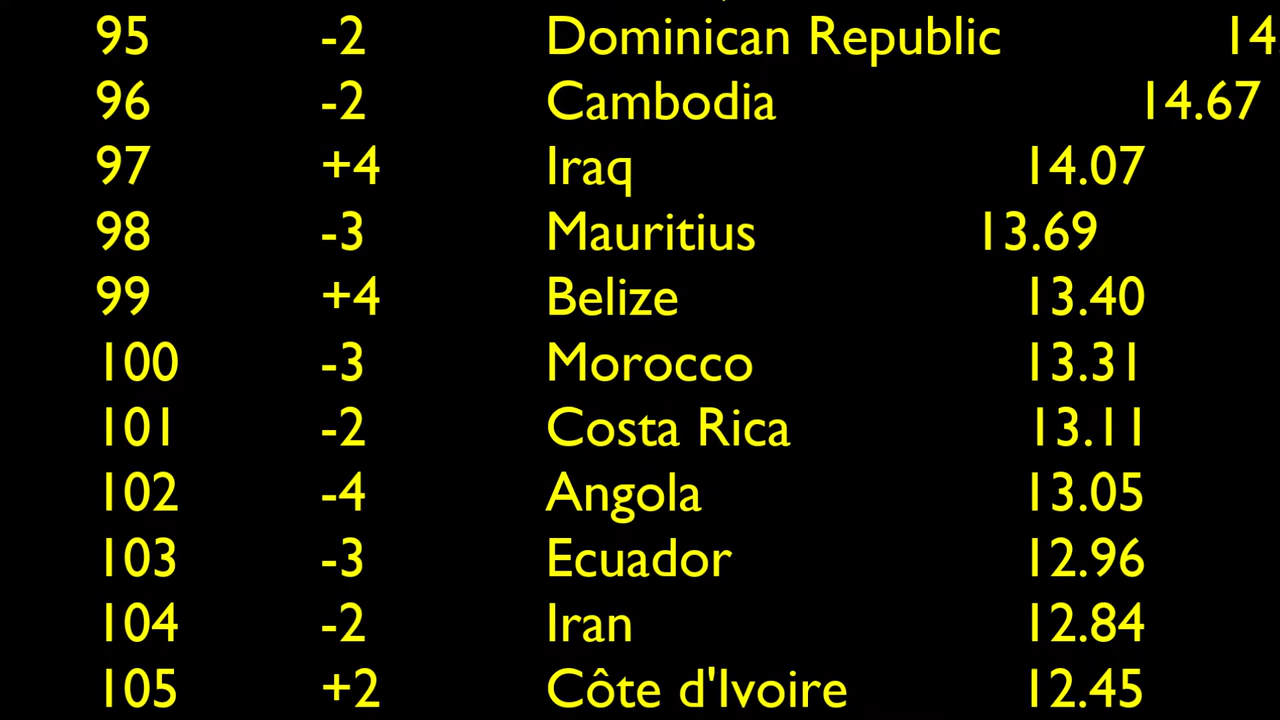 95 -2 Dominican Republic 14
96 -2 Cambodia 14.67
97 +4 Iraq 14.07
98 -3 Mauritius 13.69
99 +4 Belize 13.40
100 -3 Morocco 13.31
101 -2 Costa Rica 13.11
102 -4 Angola 13.05
103 -3 Ecuador 12.96
104 -2 Iran 12.84
105 +2 Côte d'Ivoire 12.45